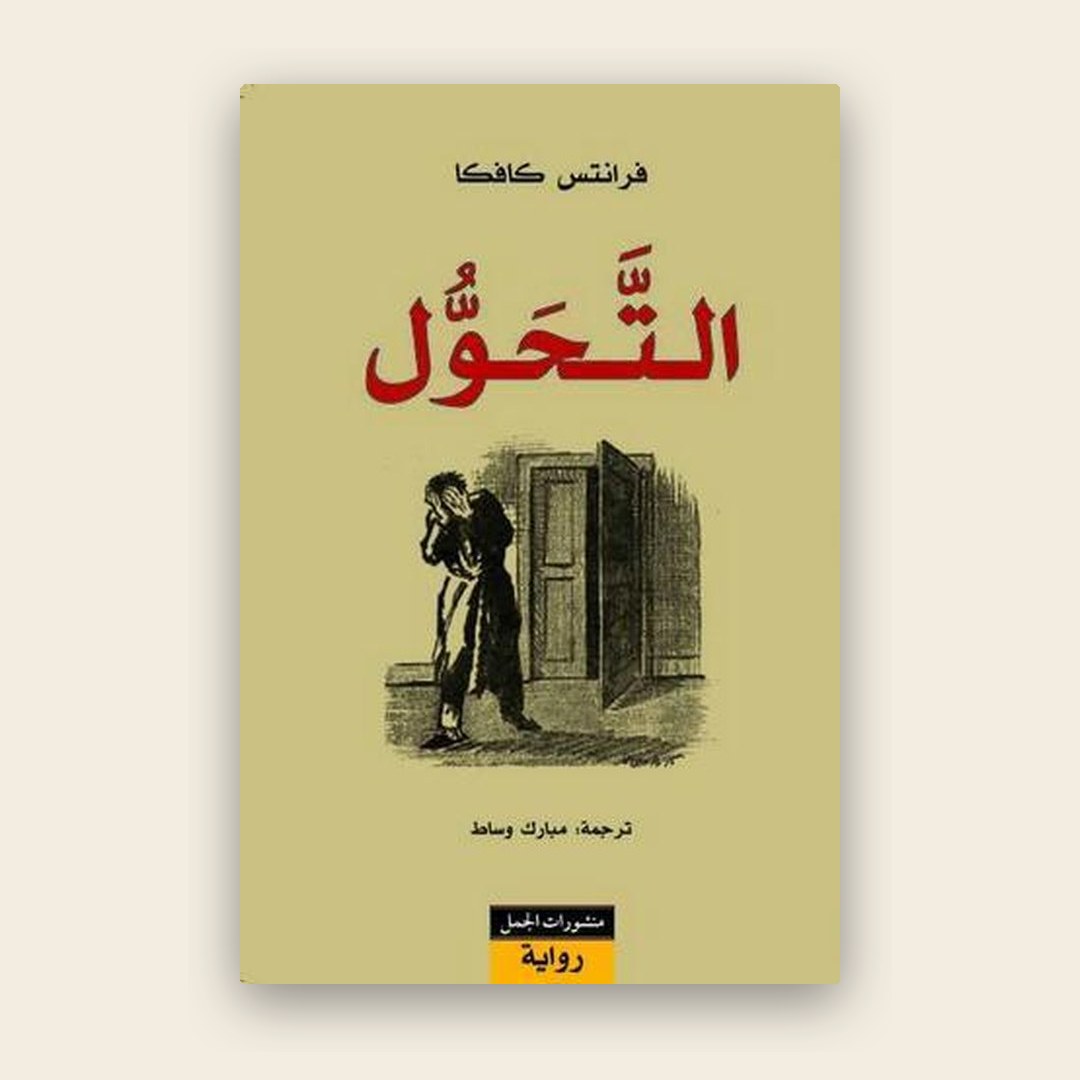 فرانتس كافكا
التَّحَوُّل
ترجمة: مبارك وساط
منشورات الجمل
رواية